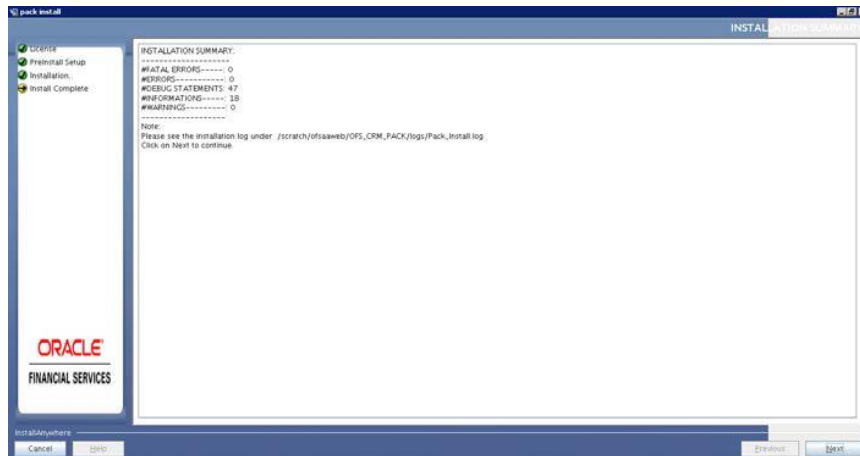 pack install
INSTALLATION SUMMARY
License
PreInstall Setup
Installation..
Install Complete
INSTALLATION SUMMARY:
--------------------
#FATAL ERRORS-----: 0
#ERRORS-----------: 0
#DEBUG STATEMENTS: 47
#INFORMATIONS-----: 18
#WARNINGS---------: 0
--------------------
Note:
Please see the installation log under /scratch/ofsaaweb/OFS_CRM_PACK/logs/Pack_Install.log
Click on Next to continue.
ORACLE
FINANCIAL SERVICES
InstallAnywhere
Cancel
Help
Previous
Next